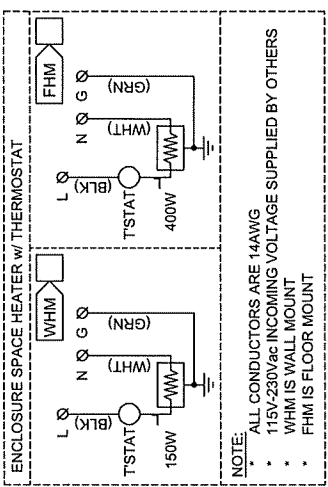 ENCLOSURE SPACE HEATER w/ THERMOSTAT
WHM
L
N
G
(BLK)
(WHT)
(GRN)
T'STAT
150W
FHM
L
N
G
(BLK)
(WHT)
(GRN)
T'STAT
400W
NOTE:
* ALL CONDUCTORS ARE 14AWG
* 115V-230Vac INCOMING VOLTAGE SUPPLIED BY OTHERS
* WHM IS WALL MOUNT
* FHM IS FLOOR MOUNT